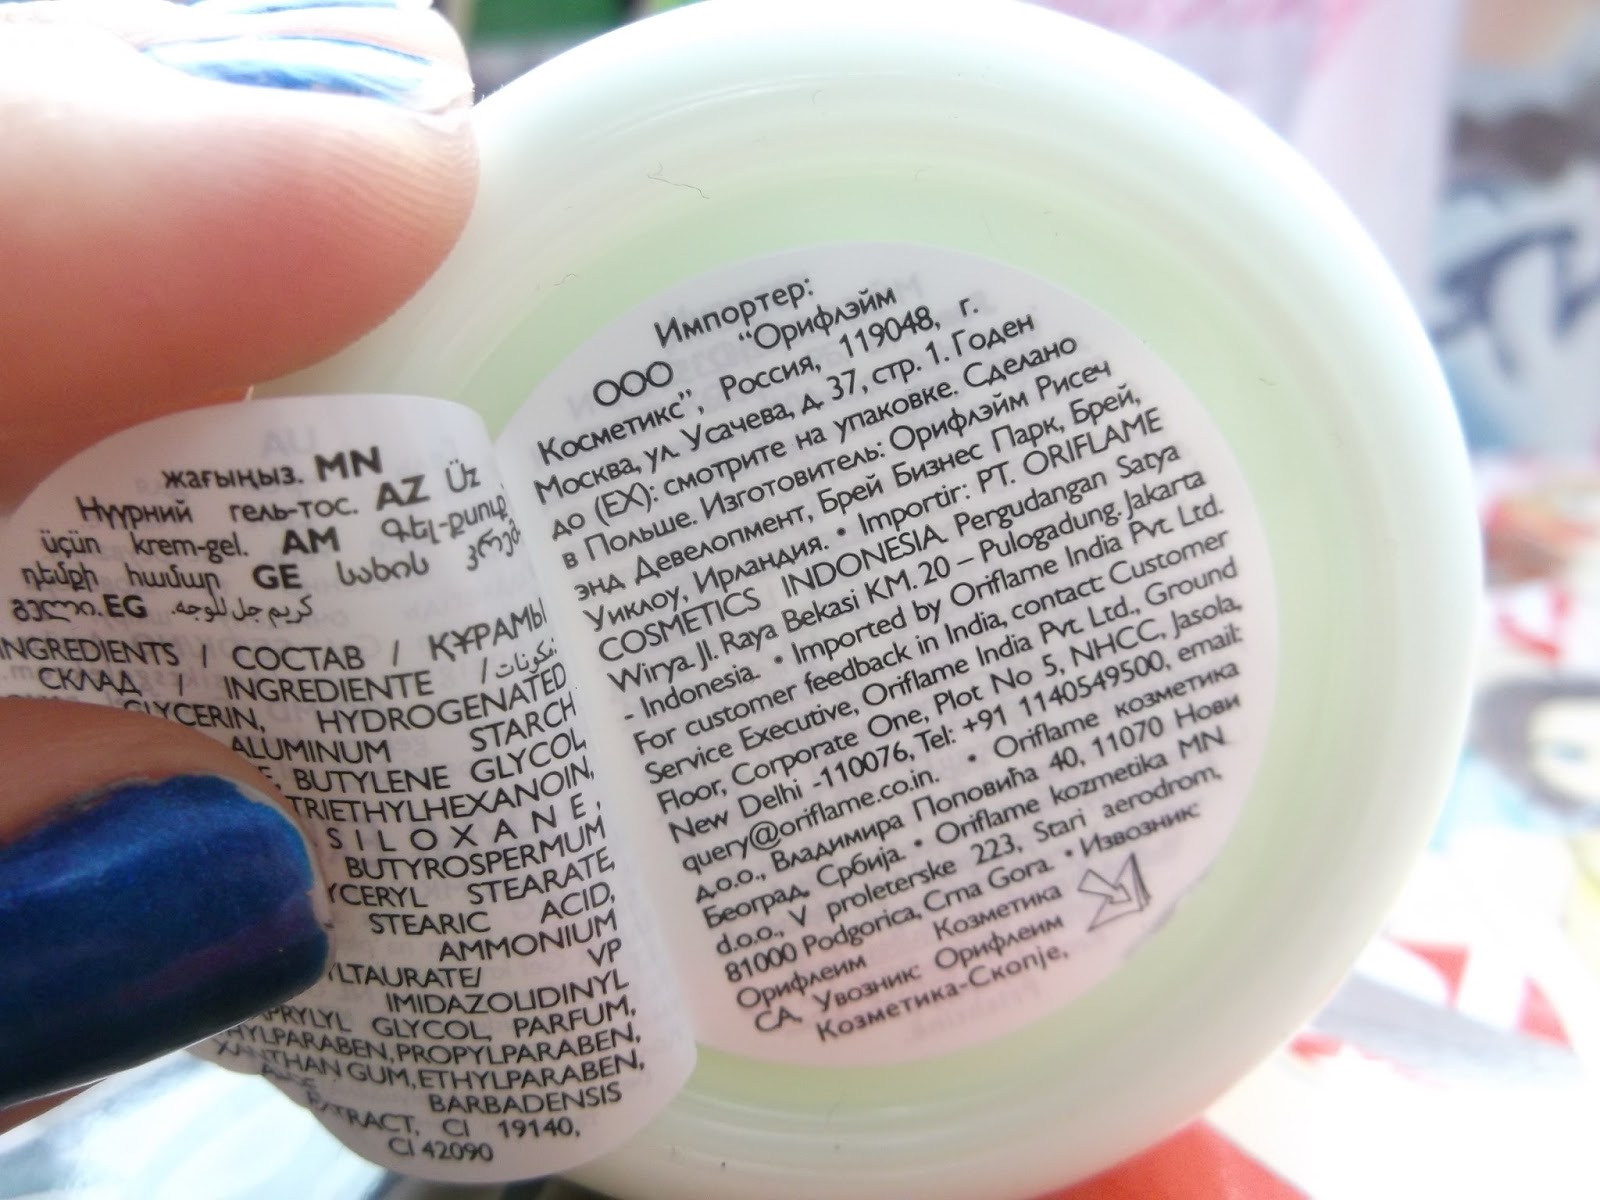 жағыңыз. MN
Нүүрний гель-тос. AZ Üz
üçün krem-gel. AM Գել-քսուք
դեմքի համար GE სახის კრემ
გელი. EG كريم جل للوجه.
INGREDIENTS / СОСТАВ / ҚҰРАМЫ
СКЛАД / INGREDIENTE / مكونات:
GLYCERIN, HYDROGENATED
ALUMINUM STARCH
BUTYLENE GLYCOL
TRIETHYLHEXANOIN,
SILOXANE,
BUTYROSPERMUM
STEARATE,
STEARIC ACID,
AMMONIUM
VP
IMIDAZOLIDINYL
GLYCOL, PARFUM,
PROPYLPARABEN,
XANTHAN GUM, ETHYLPARABEN,
BARBADENSIS
CI 19140,
CI 42090
Импортер:
ООО “Орифлэйм
Косметикс”, Россия, 119048, г.
Москва, ул. Усачева, д. 37, стр. 1. Годен
до (EX): смотрите на упаковке. Сделано
в Польше. Изготовитель: Орифлэйм Рисеч
энд Девелопмент, Брей Бизнес Парк, Брей,
Уиклоу, Ирландия. • Importir: PT. ORIFLAME
COSMETICS INDONESIA. Pergudangan Satya
Wirya. Jl. Raya Bekasi KM. 20 – Pulogadung. Jakarta
- Indonesia. • Imported by Oriflame India Pvt. Ltd.
For customer feedback in India, contact Customer
Service Executive, Oriflame India Pvt. Ltd., Ground
Floor, Corporate One, Plot No 5, NHCC, Jasola,
New Delhi -110076, Tel: +91 1140549500, email:
query@oriflame.co.in. • Oriflame козметика
д.о.о., Владимира Поповића 40, 11070 Нови
Београд, Србија. • Oriflame kozmetika MN
d.o.o., V proleterske 223, Stari aerodrom,
81000 Podgorica, Crna Gora. • Извозник:
Орифлеим Козметика
СА, Увозник: Орифлеим
Козметика-Скопје,